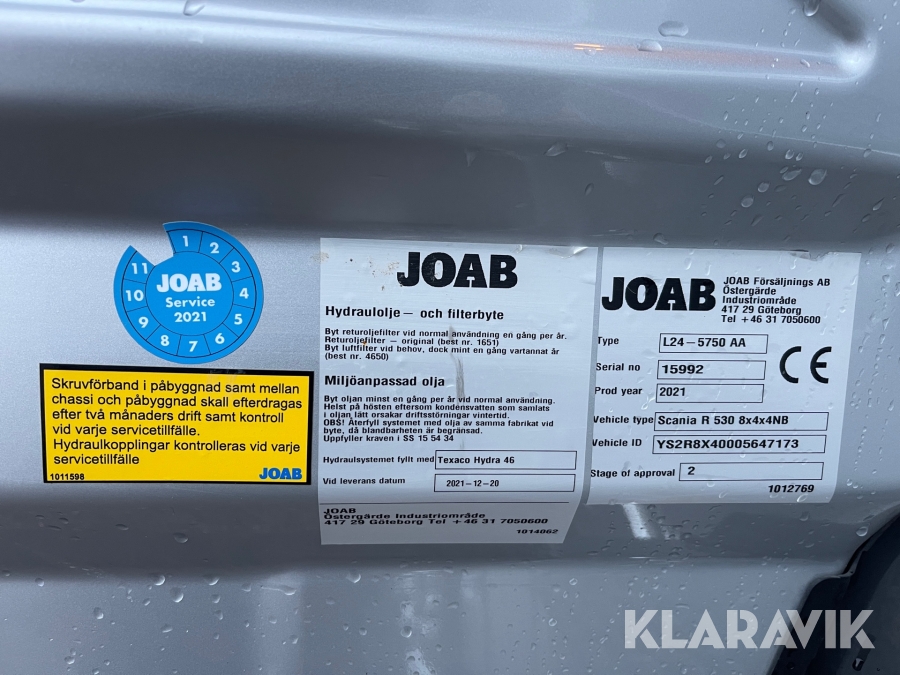 1
2
3
4
5
6
7
8
9
10
11
JOAB
Service
2021
Skruvförband i påbyggnad samt mellan
chassi och påbyggnad skall efterdragas
efter två månaders drift samt kontroll
vid varje servicetillfälle.
Hydraulkopplingar kontrolleras vid varje
servicetillfälle
1011598
JOAB
JOAB
Hydraulolje – och filterbyte
Byt returoljefilter vid normal användning en gång per år.
Returoljefilter – original (best nr. 1651)
Byt luftfilter vid behov, dock mint en gång vartannat år
(best nr. 4650)
Miljöanpassad olja
Byt oljan minst en gång per år vid normal användning.
Helst på hösten eftersom kondensvatten som samlats
i oljan lätt orsakar driftsstörningar vintertid.
OBS! Återfyll systemet med olja av samma fabrikat vid
byte, då blandbarheten är begränsad.
Uppfyller kraven i SS 15 54 34
Hydraulsystemet fyllt med Texaco Hydra 46
Vid leverans datum 2021-12-20
JOAB
Östergärde Industriområde
417 29 Göteborg Tel +46 31 7050600
1014062
JOAB
JOAB Försäljnings AB
Östergärde
Industriområde
417 29 Göteborg
Tel +46 31 7050600
Type L24-5750 AA
Serial no 15992
Prod year 2021
CE
Vehicle type Scania R 530 8x4x4NB
Vehicle ID YS2R8X40005647173
Stage of approval 2
1012769
KLARAVIK